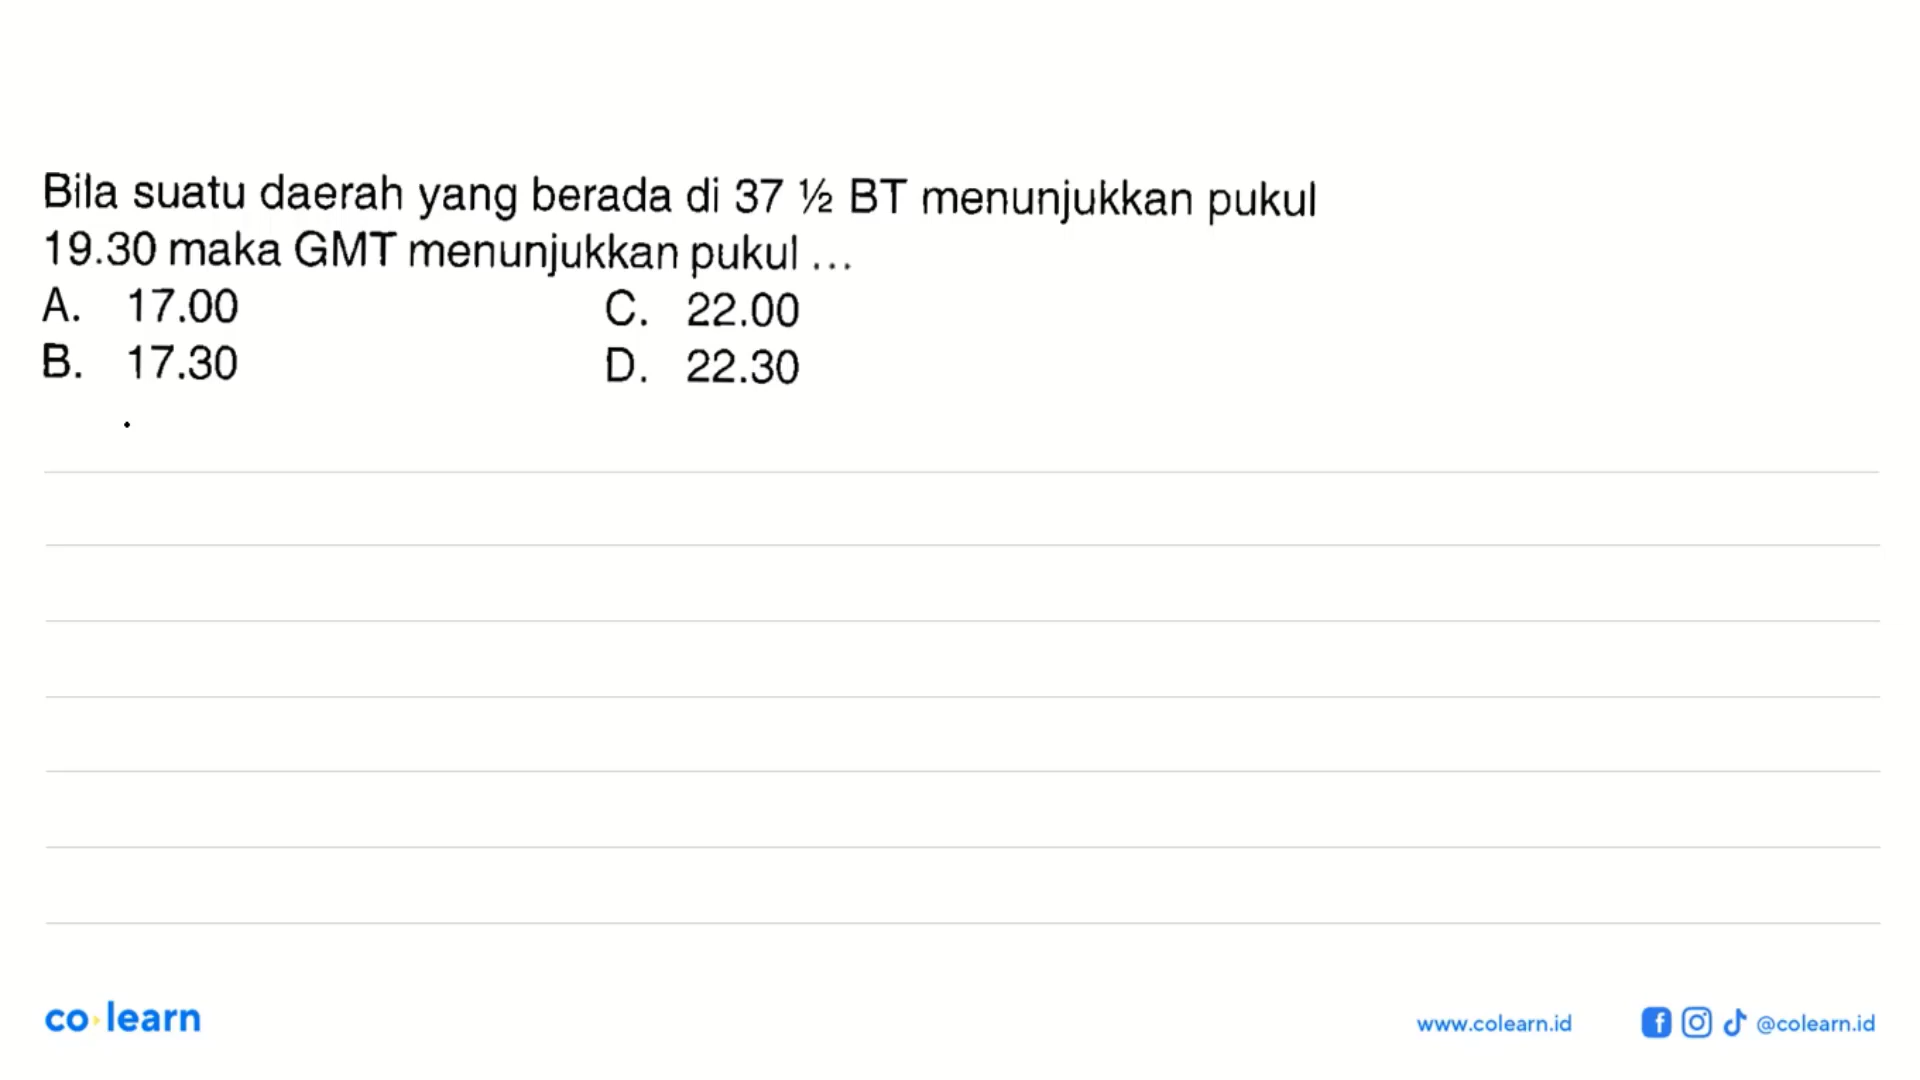 Bila suatu daerah yang berada di 37 ½ BT menunjukkan pukul
19.30 maka GMT menunjukkan pukul ...
A. 17.00
C. 22.00
B. 17.30
D. 22.30
co learn
www.colearn.id
@colearn.id